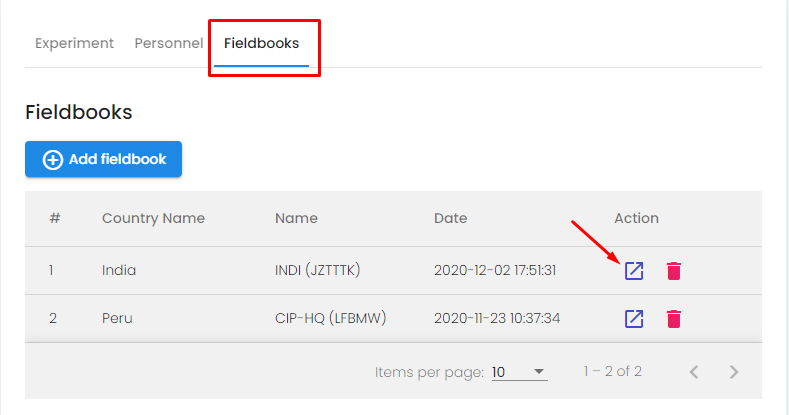 Experiment Personnel Fieldbooks
Fieldbooks
Add fieldbook
# Country Name Name Date Action
1 India INDI (JZTTTK) 2020-12-02 17:51:31
2 Peru CIP-HQ (LFBMW) 2020-11-23 10:37:34
Items per page: 10 1 – 2 of 2